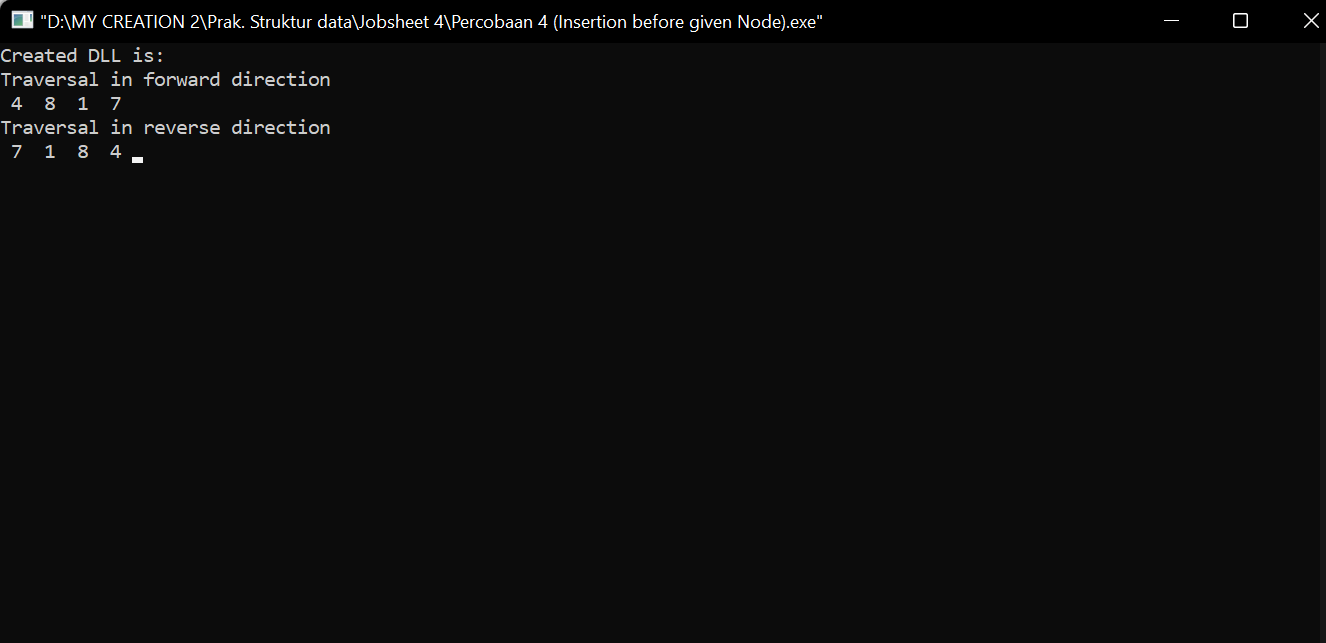 "D:\MY CREATION 2\Prak. Struktur data\Jobsheet 4\Percobaan 4 (Insertion before given Node).exe"
Created DLL is:
Traversal in forward direction
 4  8  1  7
Traversal in reverse direction
 7  1  8  4